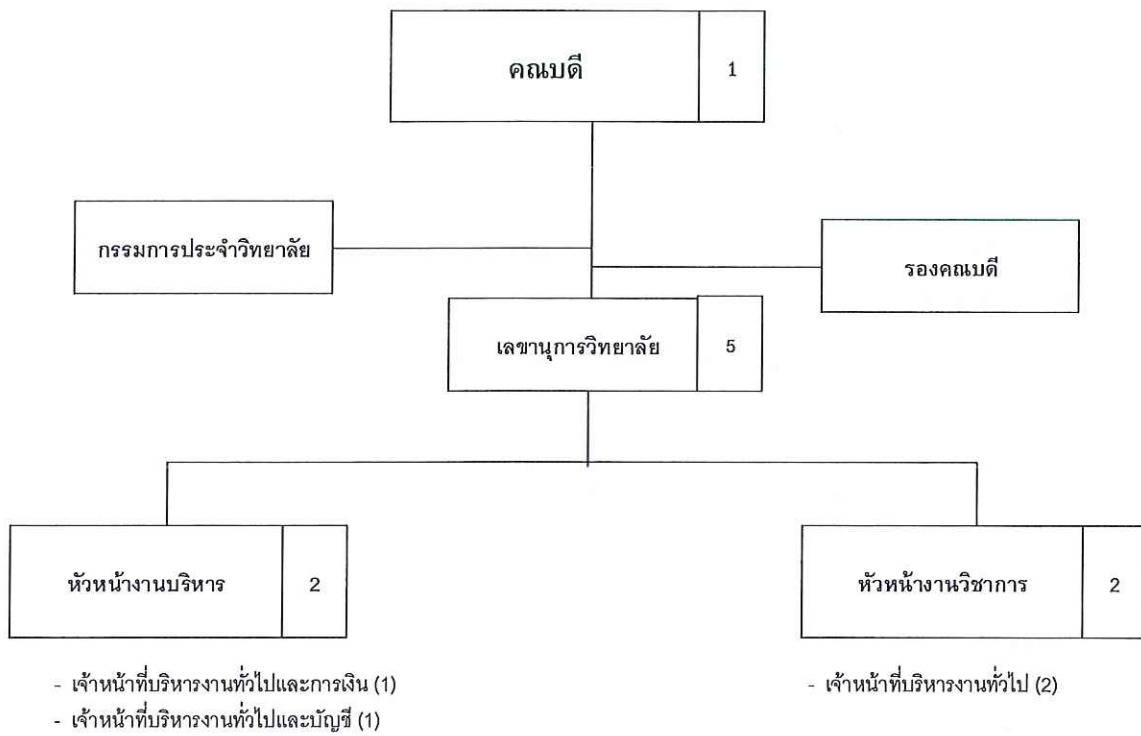 คณบดี 1
กรรมการประจำวิทยาลัย
รองคณบดี
เลขานุการวิทยาลัย 5
หัวหน้างานบริหาร 2
หัวหน้างานวิชาการ 2
- เจ้าหน้าที่บริหารงานทั่วไปและการเงิน (1)
- เจ้าหน้าที่บริหารงานทั่วไปและบัญชี (1)
- เจ้าหน้าที่บริหารงานทั่วไป (2)